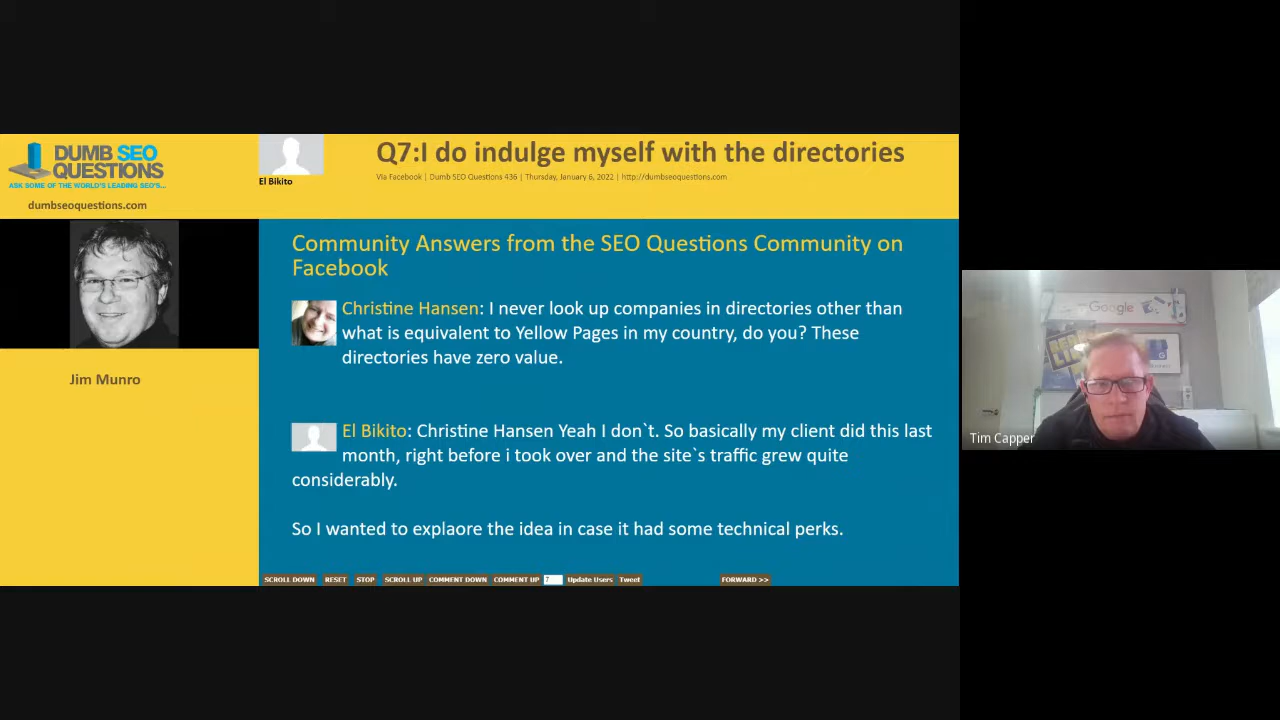 DUMB SEO
QUESTIONS
ASK SOME OF THE WORLD'S LEADING SEO'S...
dumbseoquestions.com
El Bikito
Q7:I do indulge myself with the directories
Via Facebook | Dumb SEO Questions 436 | Thursday, January 6, 2022 | http://dumbseoquestions.com
Jim Munro
Community Answers from the SEO Questions Community on
Facebook
Christine Hansen: I never look up companies in directories other than
what is equivalent to Yellow Pages in my country, do you? These
directories have zero value.
El Bikito: Christine Hansen Yeah I don`t. So basically my client did this last
month, right before i took over and the site`s traffic grew quite
considerably.
So I wanted to explaore the idea in case it had some technical perks.
SCROLL DOWN RESET STOP SCROLL UP COMMENT DOWN COMMENT UP 7 Update Users Tweet FORWARD >>
Google
Tim Capper